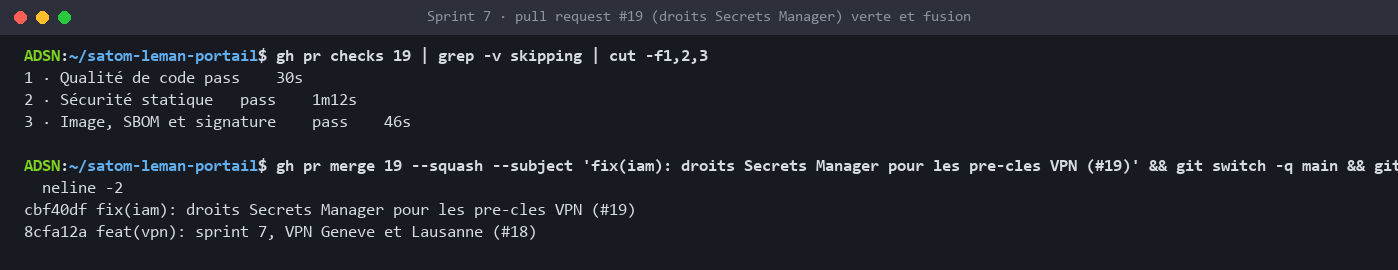 Sprint 7 · pull request #19 (droits Secrets Manager) verte et fusion
ADSN:~/satom-leman-portail$ gh pr checks 19 | grep -v skipping | cut -f1,2,3
1 · Qualité de code pass    30s
2 · Sécurité statique   pass    1m12s
3 · Image, SBOM et signature    pass    46s
ADSN:~/satom-leman-portail$ gh pr merge 19 --squash --subject 'fix(iam): droits Secrets Manager pour les pre-cles VPN (#19)' && git switch -q main && git
neline -2
cbf40df fix(iam): droits Secrets Manager pour les pre-cles VPN (#19)
8cfa12a feat(vpn): sprint 7, VPN Geneve et Lausanne (#18)